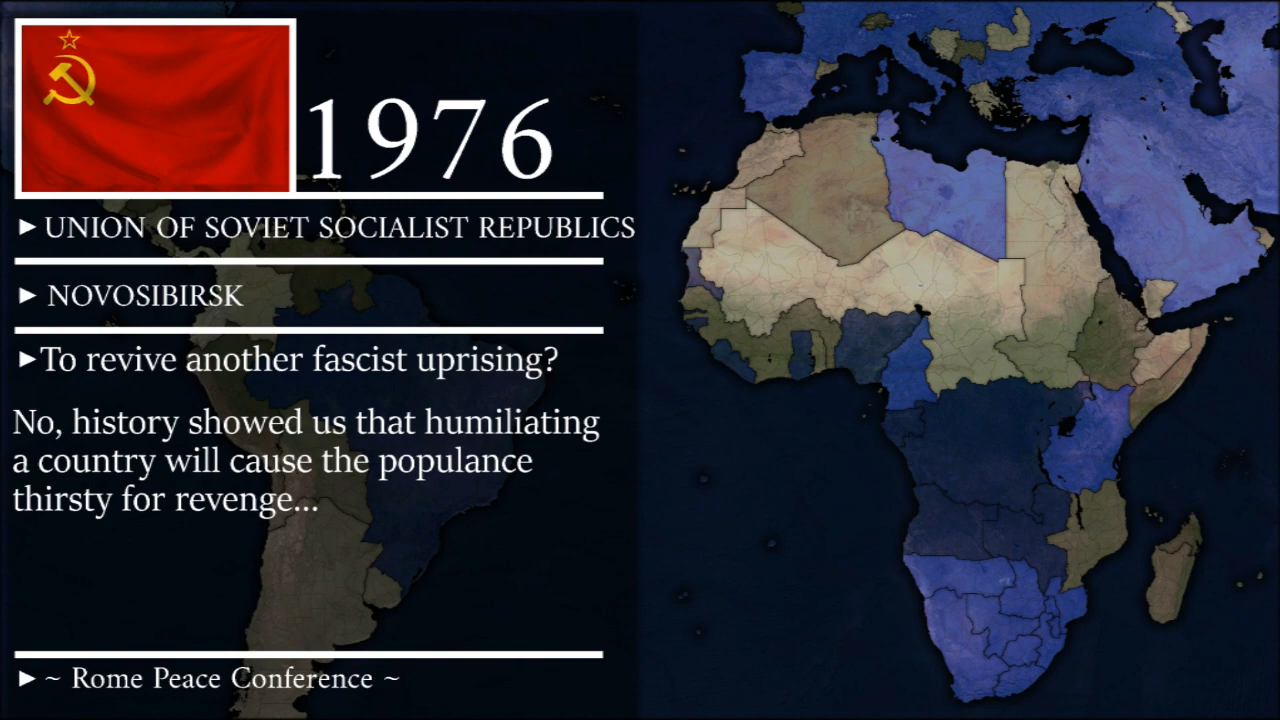 1976
►UNION OF SOVIET SOCIALIST REPUBLICS
► NOVOSIBIRSK
►To revive another fascist uprising?
No, history showed us that humiliating
a country will cause the populance
thirsty for revenge...
►~ Rome Peace Conference ~